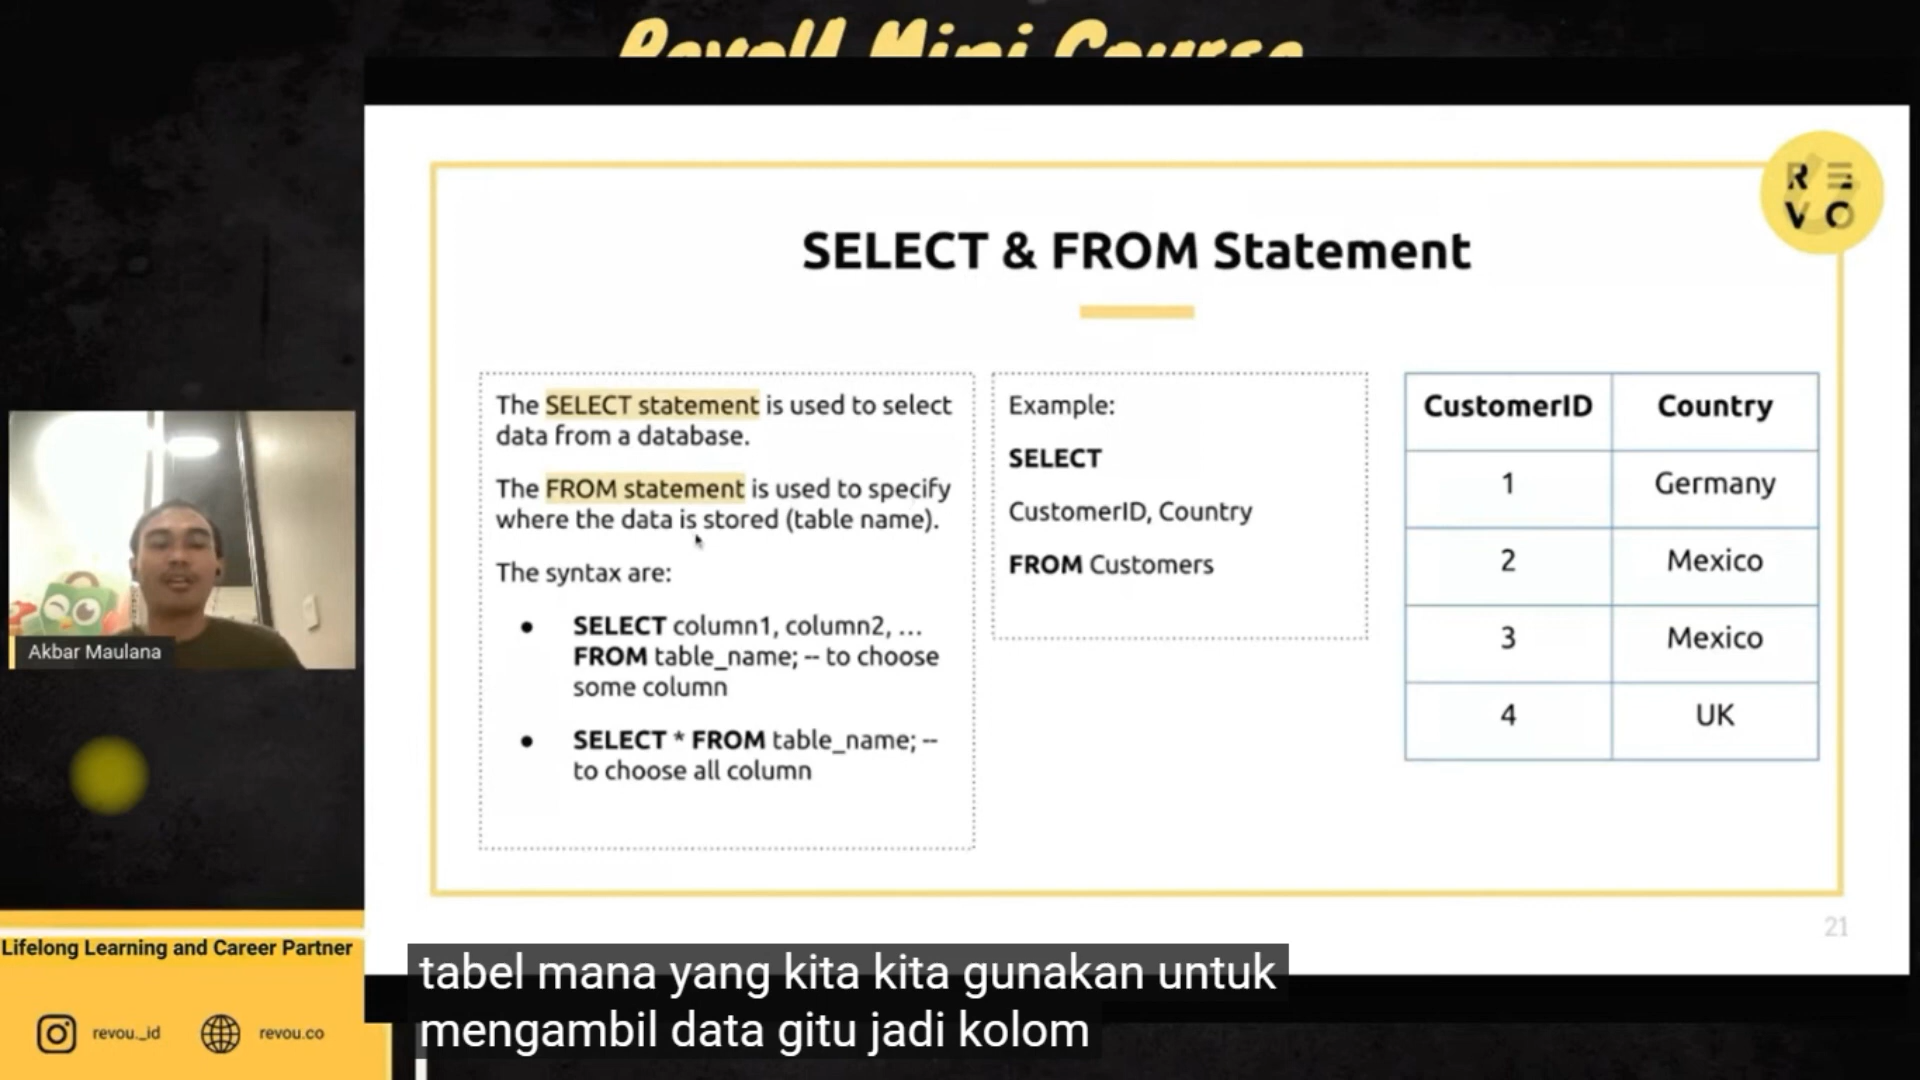 RevoU Mini Course
R E
V O
SELECT & FROM Statement
The SELECT statement is used to select
data from a database.
The FROM statement is used to specify
where the data is stored (table name).
The syntax are:
● SELECT column1, column2, ...
FROM table_name; -- to choose
some column
● SELECT * FROM table_name; --
to choose all column
Example:
SELECT
CustomerID, Country
FROM Customers
CustomerID Country
1 Germany
2 Mexico
3 Mexico
4 UK
Akbar Maulana
21
Lifelong Learning and Career Partner
revou_id revou.co
tabel mana yang kita kita gunakan untuk
mengambil data gitu jadi kolom